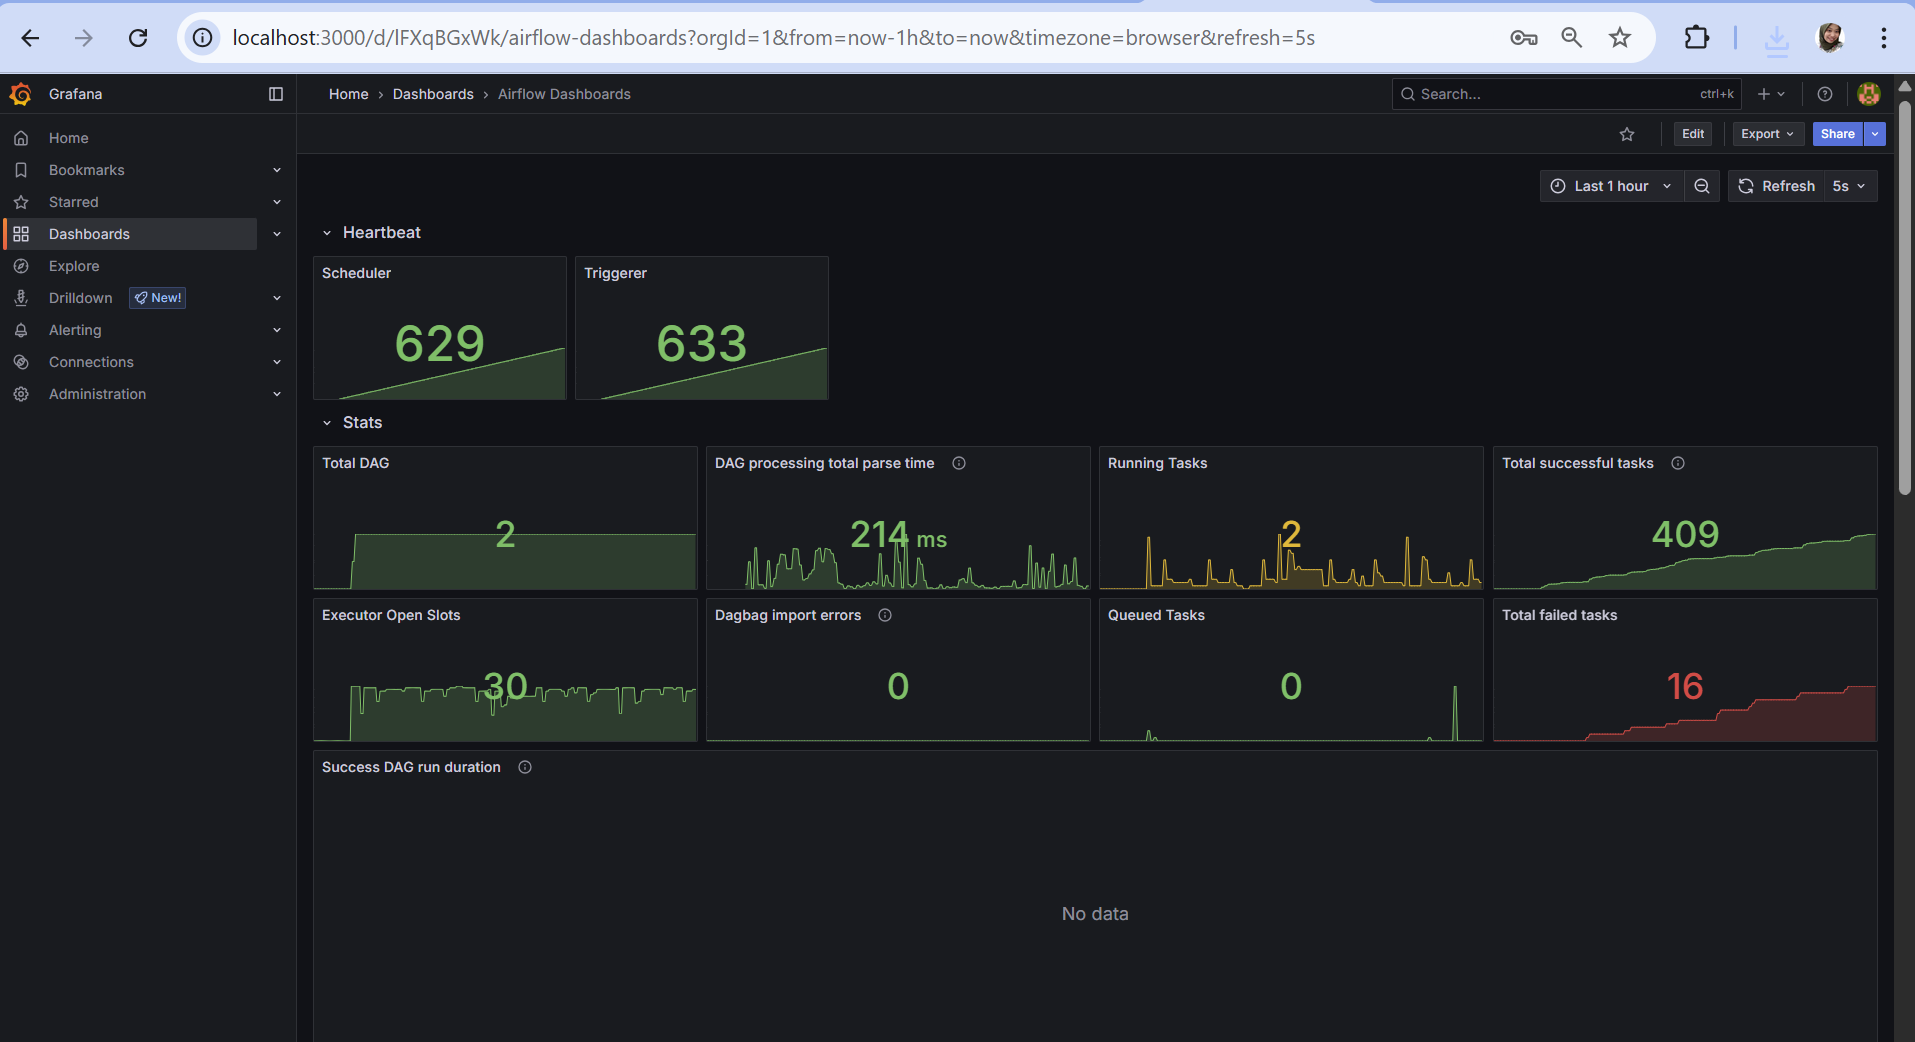 localhost:3000/d/lFXqBGxWk/airflow-dashboards?orgId=1&from=now-1h&to=now&timezone=browser&refresh=5s
Grafana
Home › Dashboards › Airflow Dashboards
Search...
ctrl+k
Home
Bookmarks
Starred
Dashboards
Explore
Drilldown New!
Alerting
Connections
Administration
Edit
Export
Share
Last 1 hour
Refresh
5s
Heartbeat
Scheduler
629
Triggerer
633
Stats
Total DAG
2
DAG processing total parse time
214 ms
Running Tasks
2
Total successful tasks
409
Executor Open Slots
30
Dagbag import errors
0
Queued Tasks
0
Total failed tasks
16
Success DAG run duration
No data